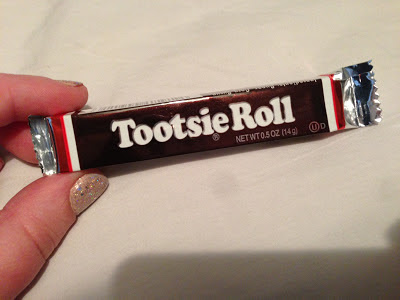 Tootsie Roll
®
NET WT 0.5 OZ (14 g)
U D